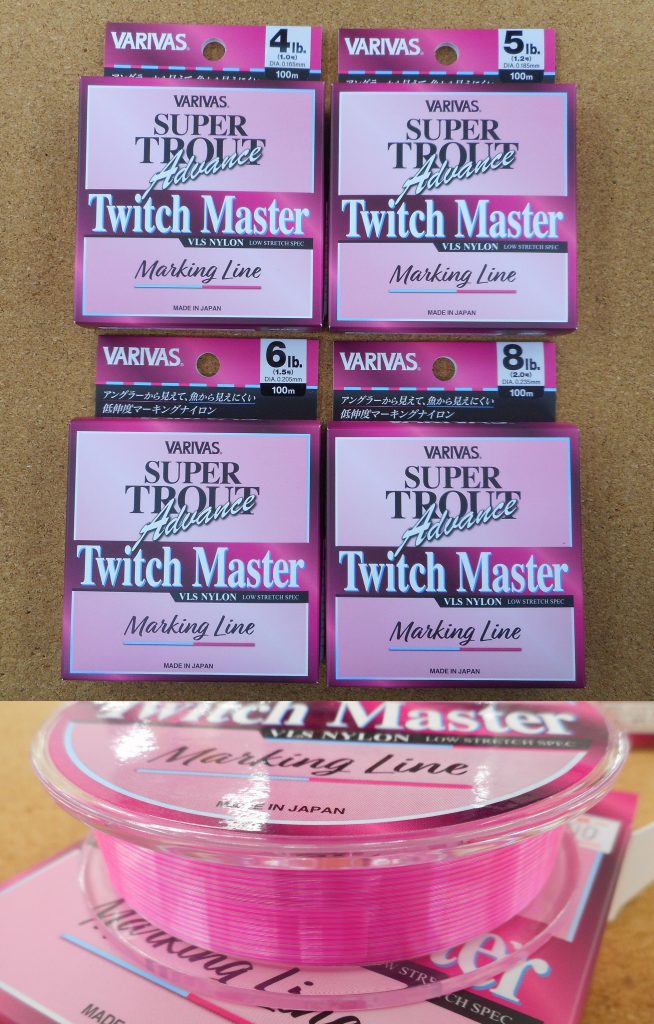 VARIVAS®
4lb.
(1.0号)
DIA.0.165mm
100m
VARIVAS®
SUPER
TROUT
Advance
Twitch Master
VLS NYLON LOW STRETCH SPEC
Marking Line
MADE IN JAPAN
VARIVAS®
5lb.
(1.2号)
DIA.0.185mm
100m
VARIVAS®
SUPER
TROUT
Advance
Twitch Master
VLS NYLON LOW STRETCH SPEC
Marking Line
MADE IN JAPAN
VARIVAS®
6lb.
(1.5号)
DIA.0.205mm
100m
アングラーから見えて、魚から見えにくい
低伸度マーキングナイロン
VARIVAS®
SUPER
TROUT
Advance
Twitch Master
VLS NYLON LOW STRETCH SPEC
Marking Line
MADE IN JAPAN
VARIVAS®
8lb.
(2.0号)
DIA.0.235mm
100m
アングラーから見えて、魚から見えにくい
低伸度マーキングナイロン
VARIVAS®
SUPER
TROUT
Advance
Twitch Master
VLS NYLON LOW STRETCH SPEC
Marking Line
MADE IN JAPAN
Twitch Master
VLS NYLON LOW STRETCH SPEC
Marking Line
MADE IN JAPAN
Marking Line